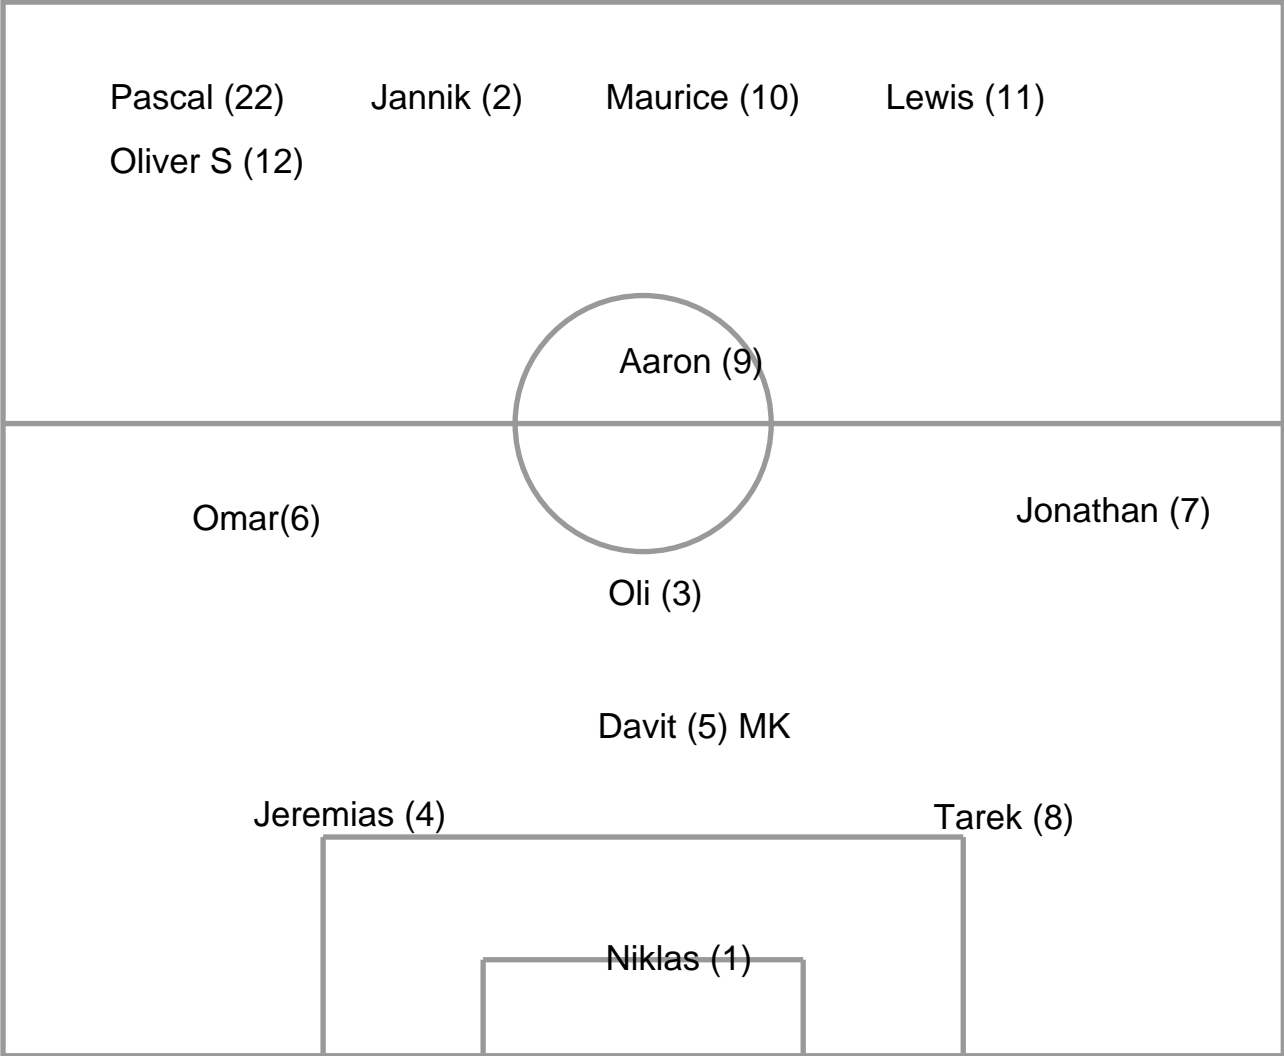 Pascal (22) Jannik (2) Maurice (10) Lewis (11)
Oliver S (12)
Aaron (9)
Omar(6) Jonathan (7)
Oli (3)
Davit (5) MK
Jeremias (4) Tarek (8)
Niklas (1)